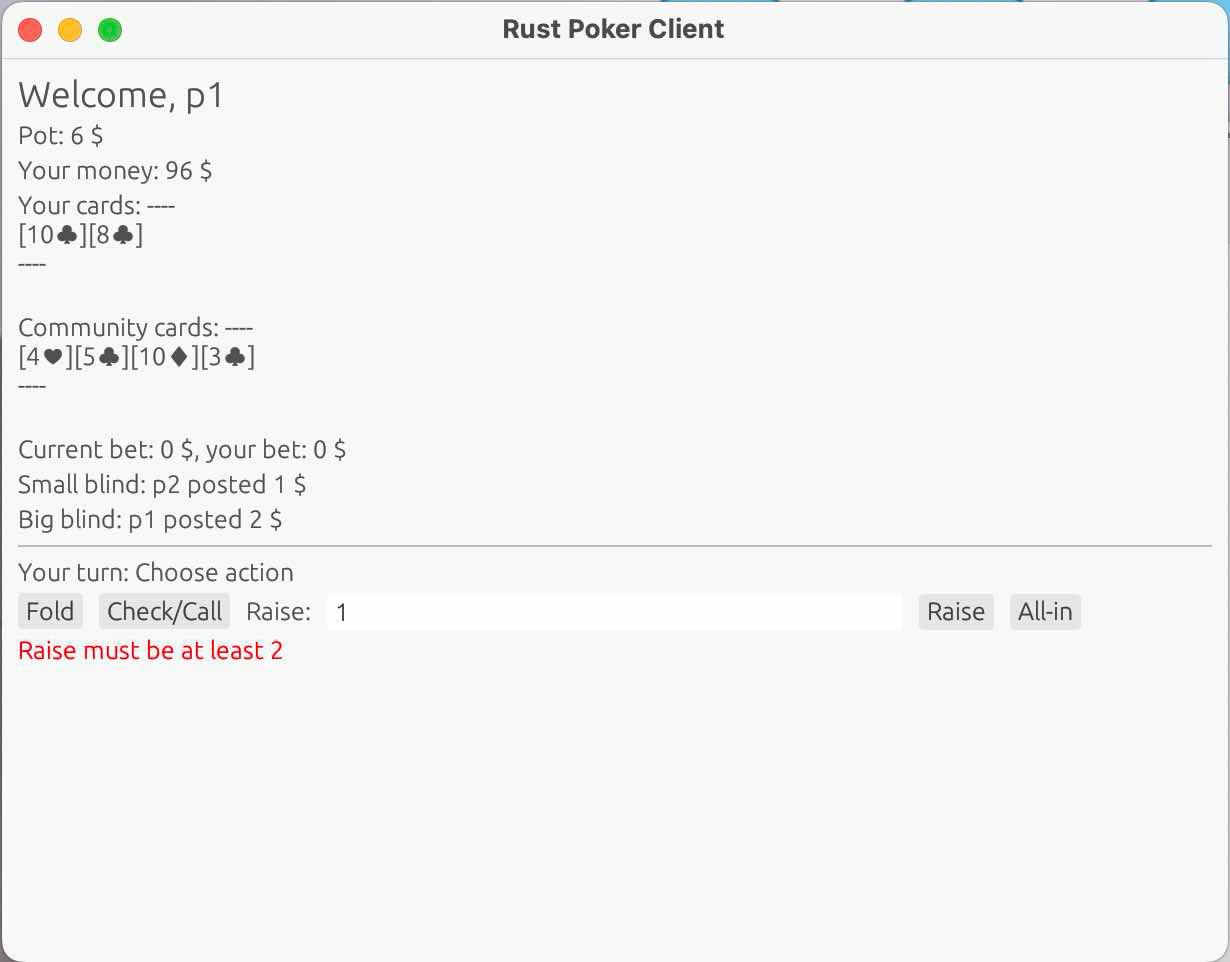 Rust Poker Client
Welcome, p1
Pot: 6 $
Your money: 96 $
Your cards: ----
[10♣][8♣]
----
Community cards: ----
[4♥][5♣][10♦][3♣]
----
Current bet: 0 $, your bet: 0 $
Small blind: p2 posted 1 $
Big blind: p1 posted 2 $
Your turn: Choose action
Fold Check/Call Raise: 1 Raise All-in
Raise must be at least 2